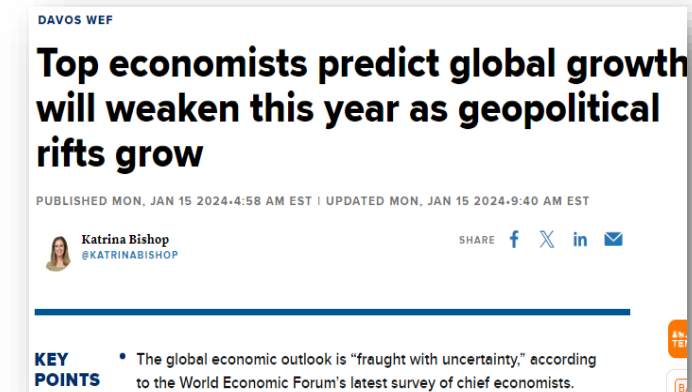 DAVOS WEF
Top economists predict global growth
will weaken this year as geopolitical
rifts grow
PUBLISHED MON, JAN 15 2024•4:58 AM EST | UPDATED MON, JAN 15 2024•9:40 AM EST
Katrina Bishop
@KATRINABISHOP
SHARE
KEY
POINTS
• The global economic outlook is “fraught with uncertainty,” according
to the World Economic Forum’s latest survey of chief economists.